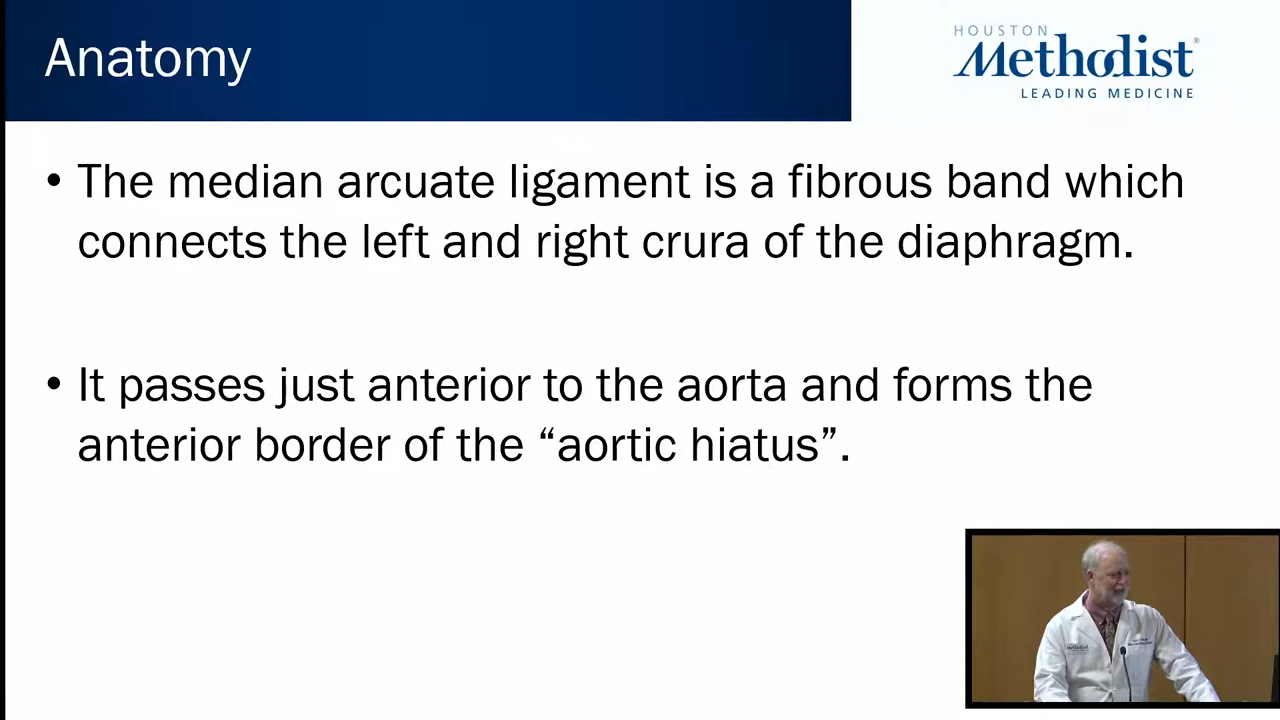 Anatomy
HOUSTON
Methodist®
LEADING MEDICINE
• The median arcuate ligament is a fibrous band which
connects the left and right crura of the diaphragm.
• It passes just anterior to the aorta and forms the
anterior border of the “aortic hiatus”.
Methodist